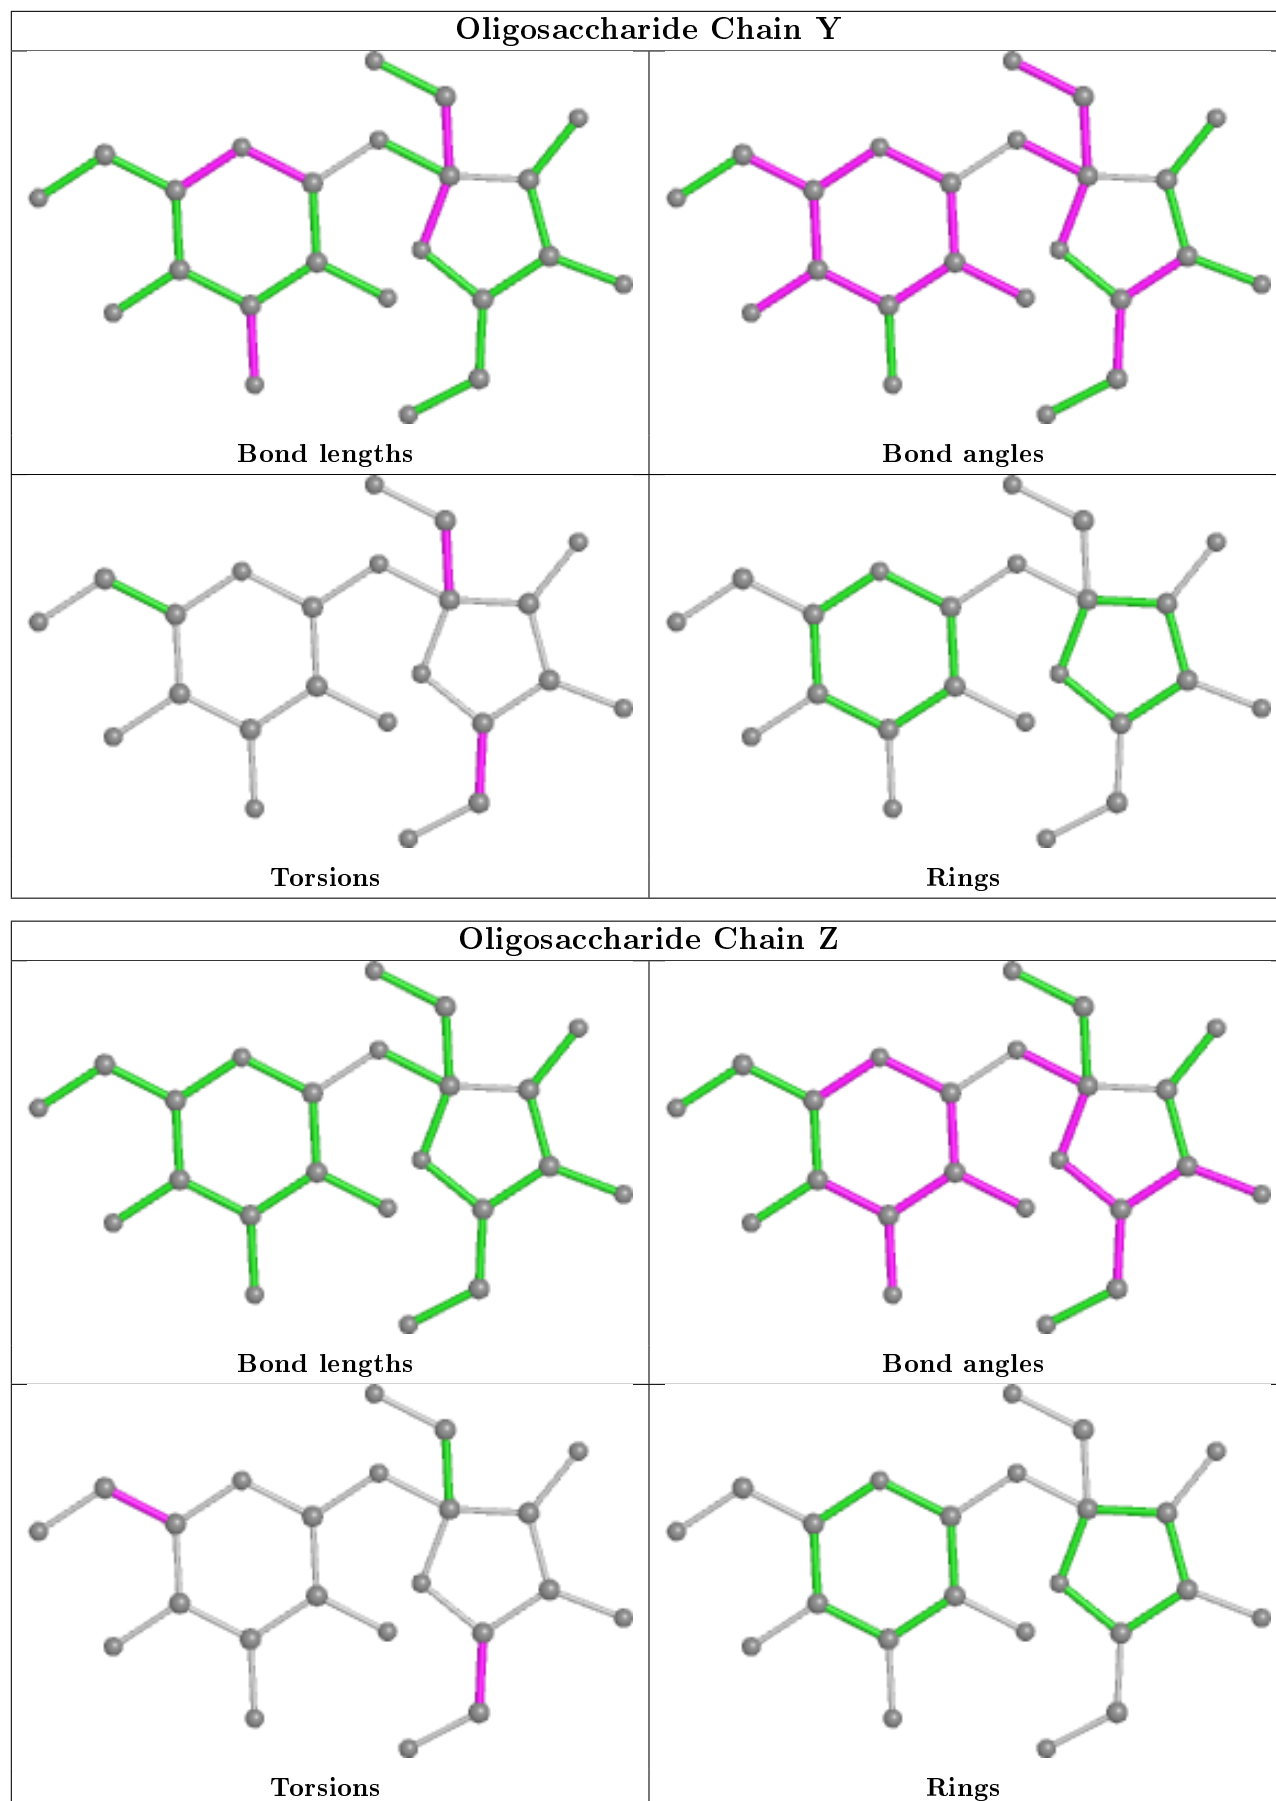 Oligosaccharide Chain Y
Bond lengths
Bond angles
Torsions
Rings
Oligosaccharide Chain Z
Bond lengths
Bond angles
Torsions
Rings